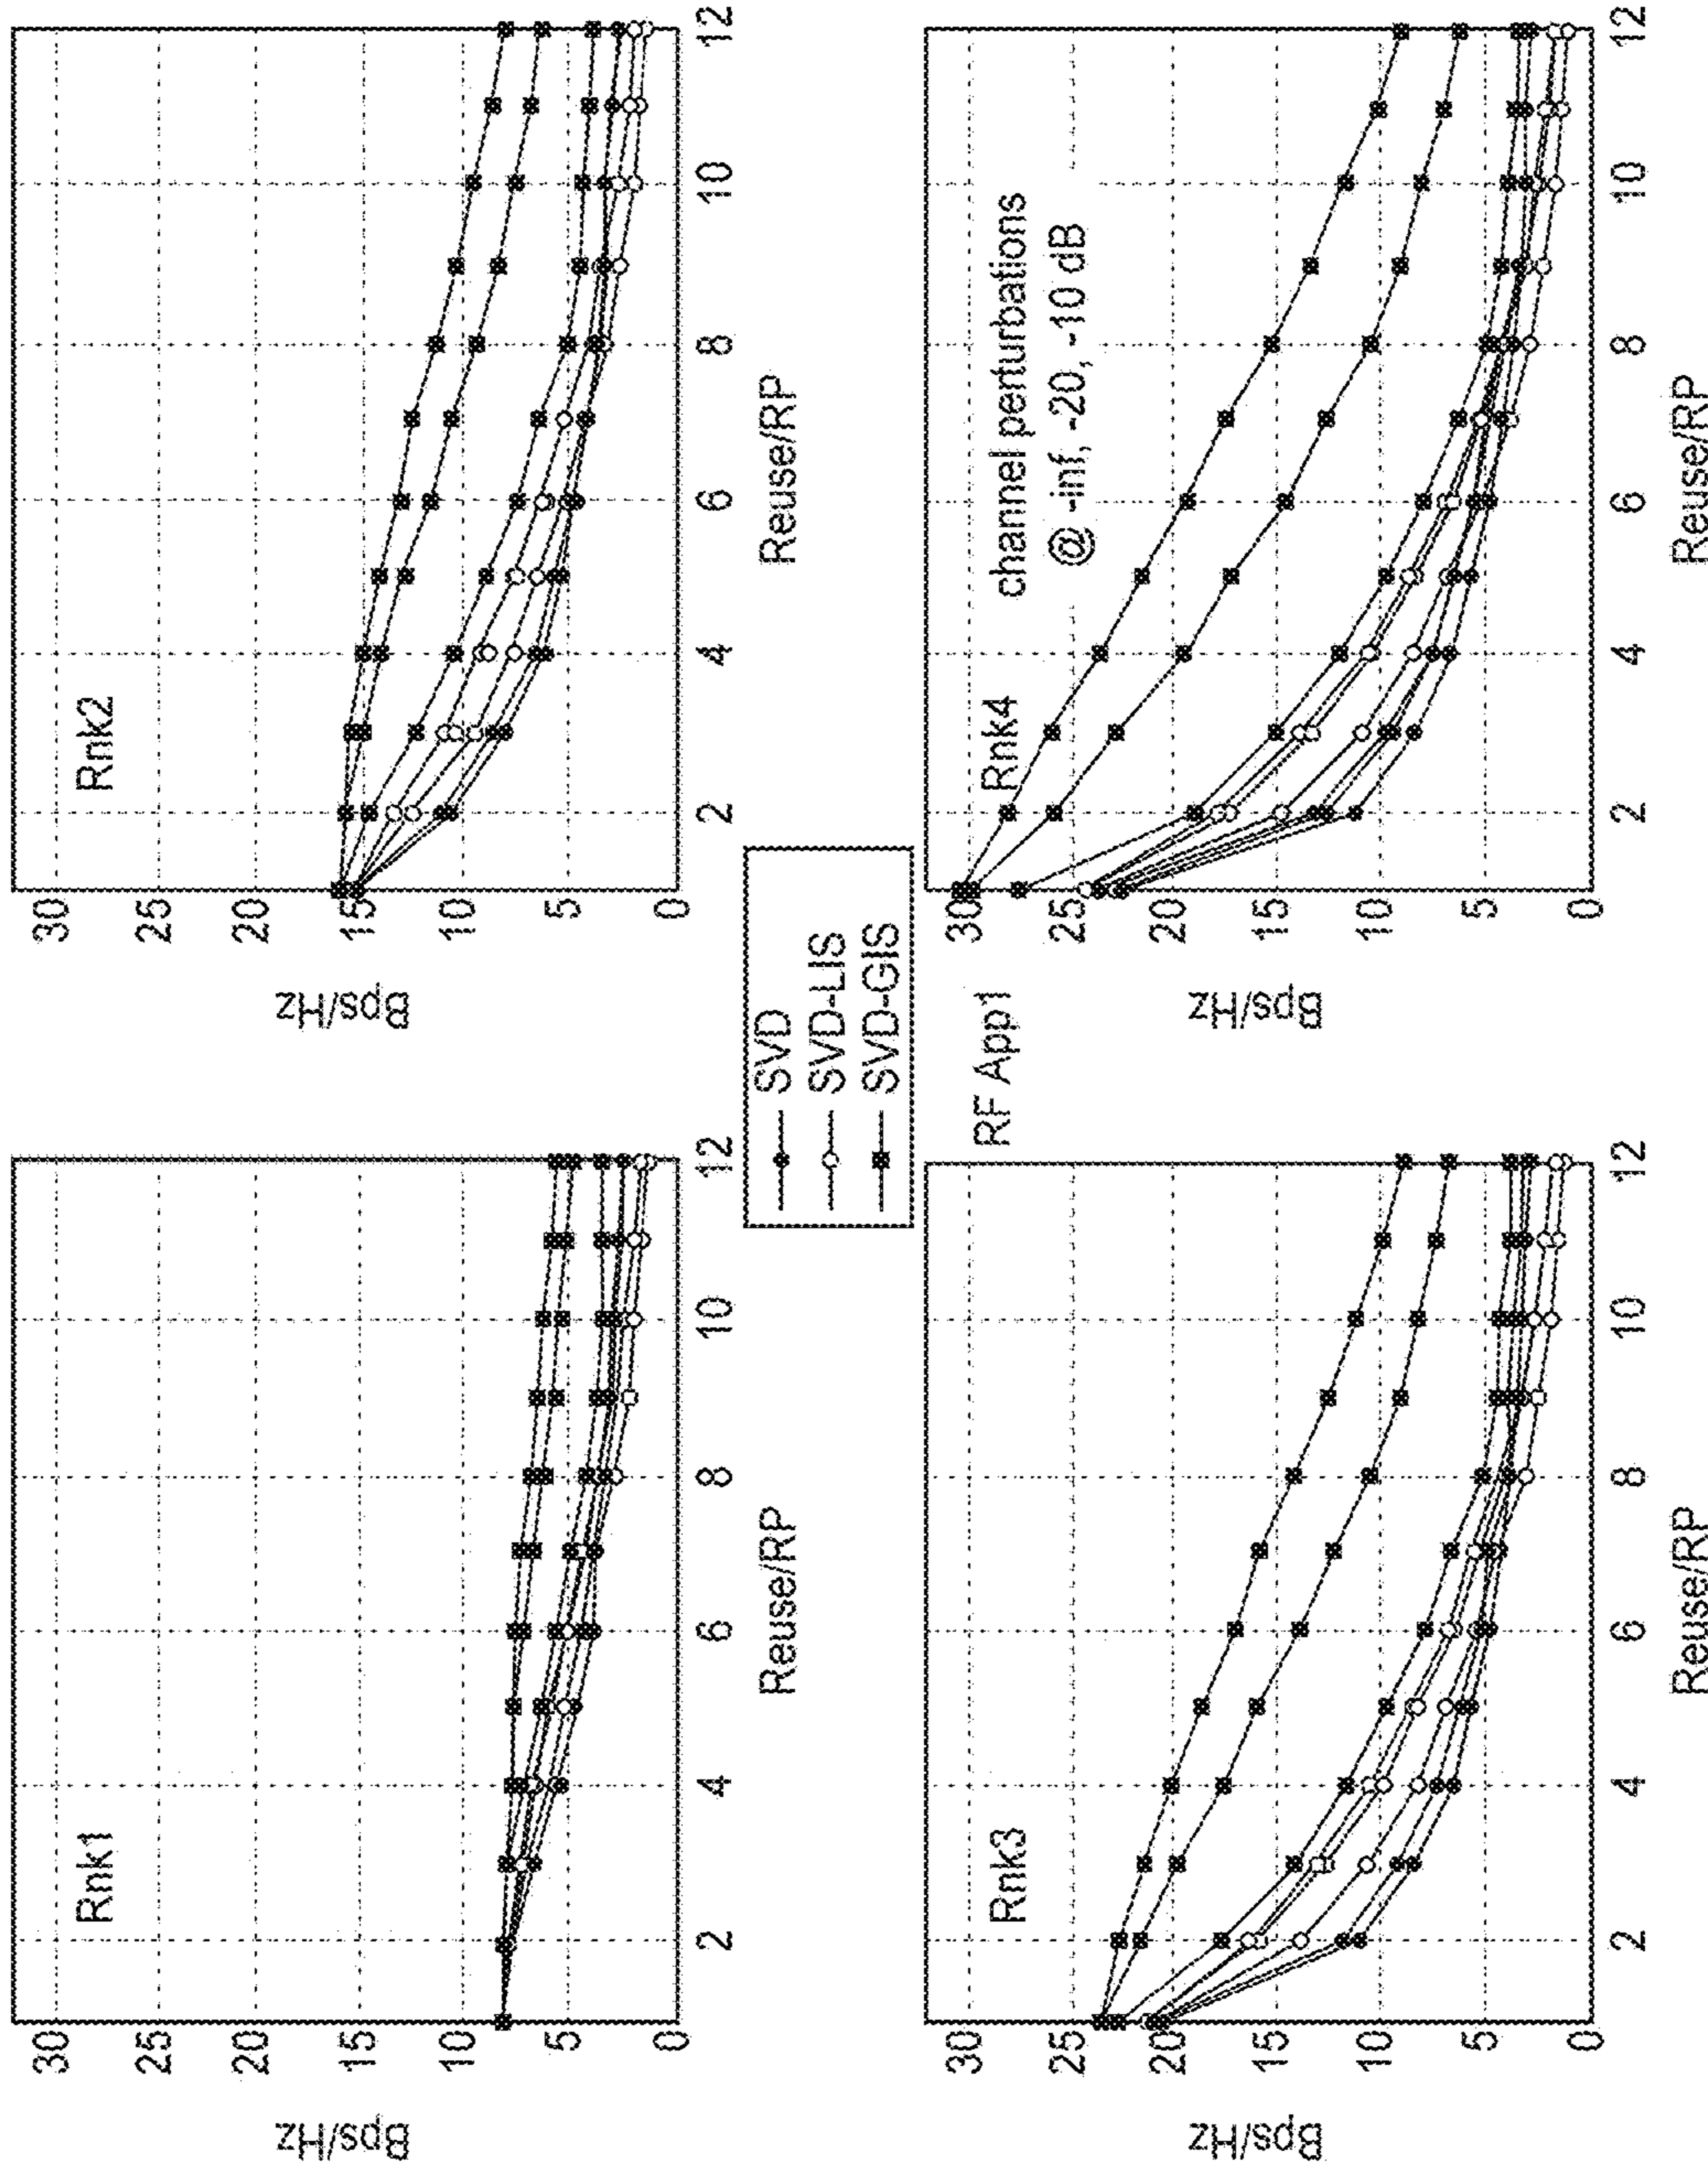 Rnk1
Bps/Hz
30
25
20
15
10
5
0
2
4
6
8
10
12
Reuse/RP
Rnk2
Bps/Hz
30
25
20
15
10
5
0
2
4
6
8
10
12
Reuse/RP
SVD
SVD-LIS
SVD-GIS
RF App1
Rnk3
Bps/Hz
30
25
20
15
10
5
0
2
4
6
8
10
12
Reuse/RP
Rnk4
channel perturbations
@ -inf, -20, -10 dB
Bps/Hz
30
25
20
15
10
5
0
2
4
6
8
10
12
Reuse/RP